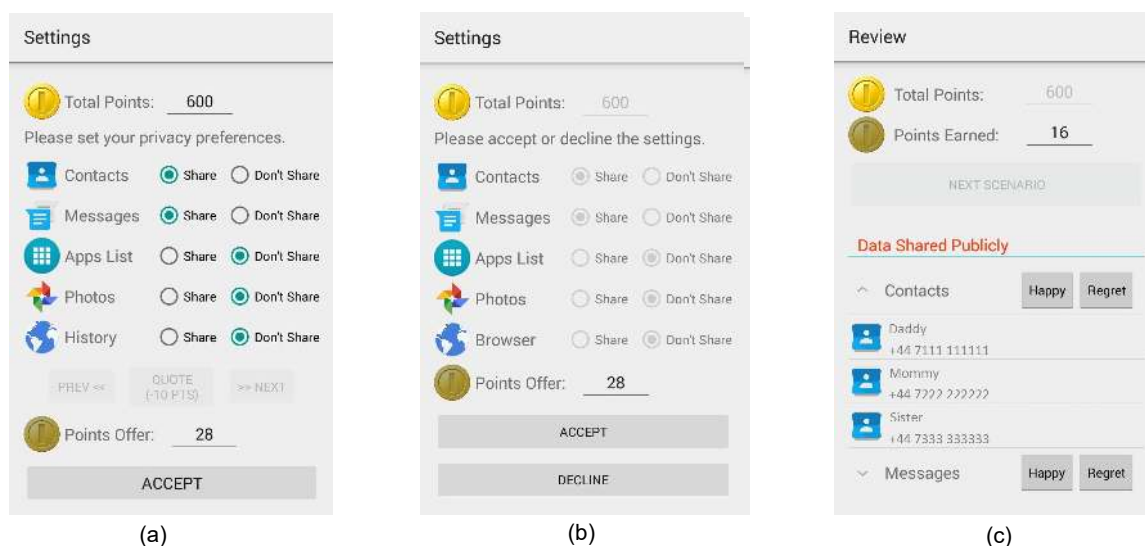 Settings
Total Points: 600
Please set your privacy preferences.
Contacts Share Don't Share
Messages Share Don't Share
Apps List Share Don't Share
Photos Share Don't Share
History Share Don't Share
PREV << QUOTE (-10 PTS) >> NEXT
Points Offer: 28
ACCEPT
(a)
Settings
Total Points: 600
Please accept or decline the settings.
Contacts Share Don't Share
Messages Share Don't Share
Apps List Share Don't Share
Photos Share Don't Share
Browser Share Don't Share
Points Offer: 28
ACCEPT
DECLINE
(b)
Review
Total Points: 600
Points Earned: 16
NEXT SCENARIO
Data Shared Publicly
Contacts Happy Regret
Daddy
+44 7111 111111
Mommy
+44 7222 222222
Sister
+44 7333 333333
Messages Happy Regret
(c)